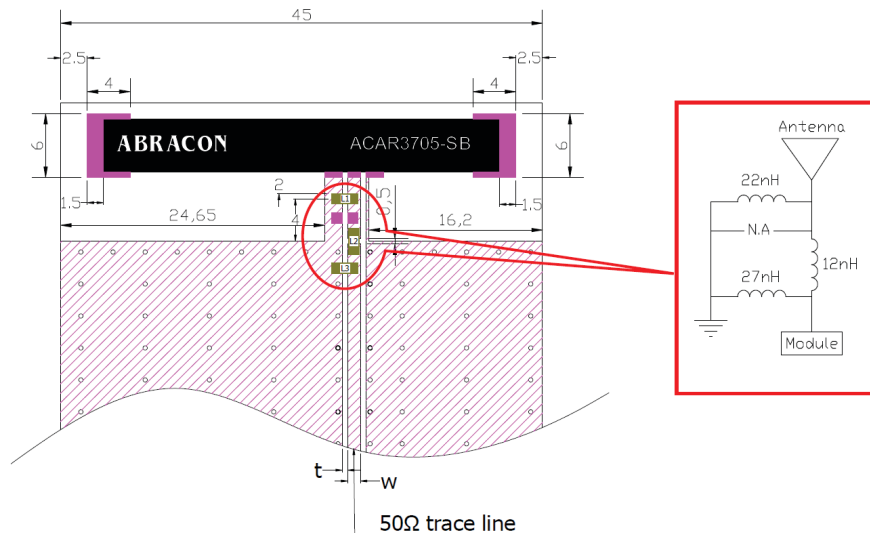 45
2.5
2.5
4
4
6
6
ABRACON
ACAR3705-SB
1.5
1.5
2
L1
0,5
24,65
4
16,2
L2
L3
t
w
50Ω trace line
Antenna
22nH
N.A
12nH
27nH
Module